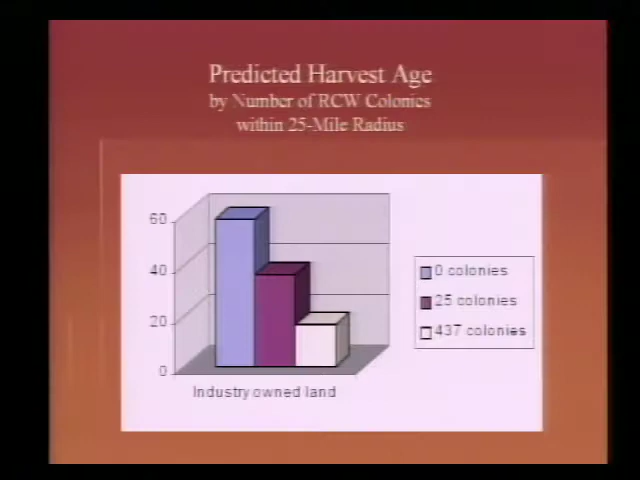 Predicted Harvest Age
by Number of RCW Colonies
within 25-Mile Radius
60
40
20
0
Industry owned land
0 colonies
25 colonies
437 colonies